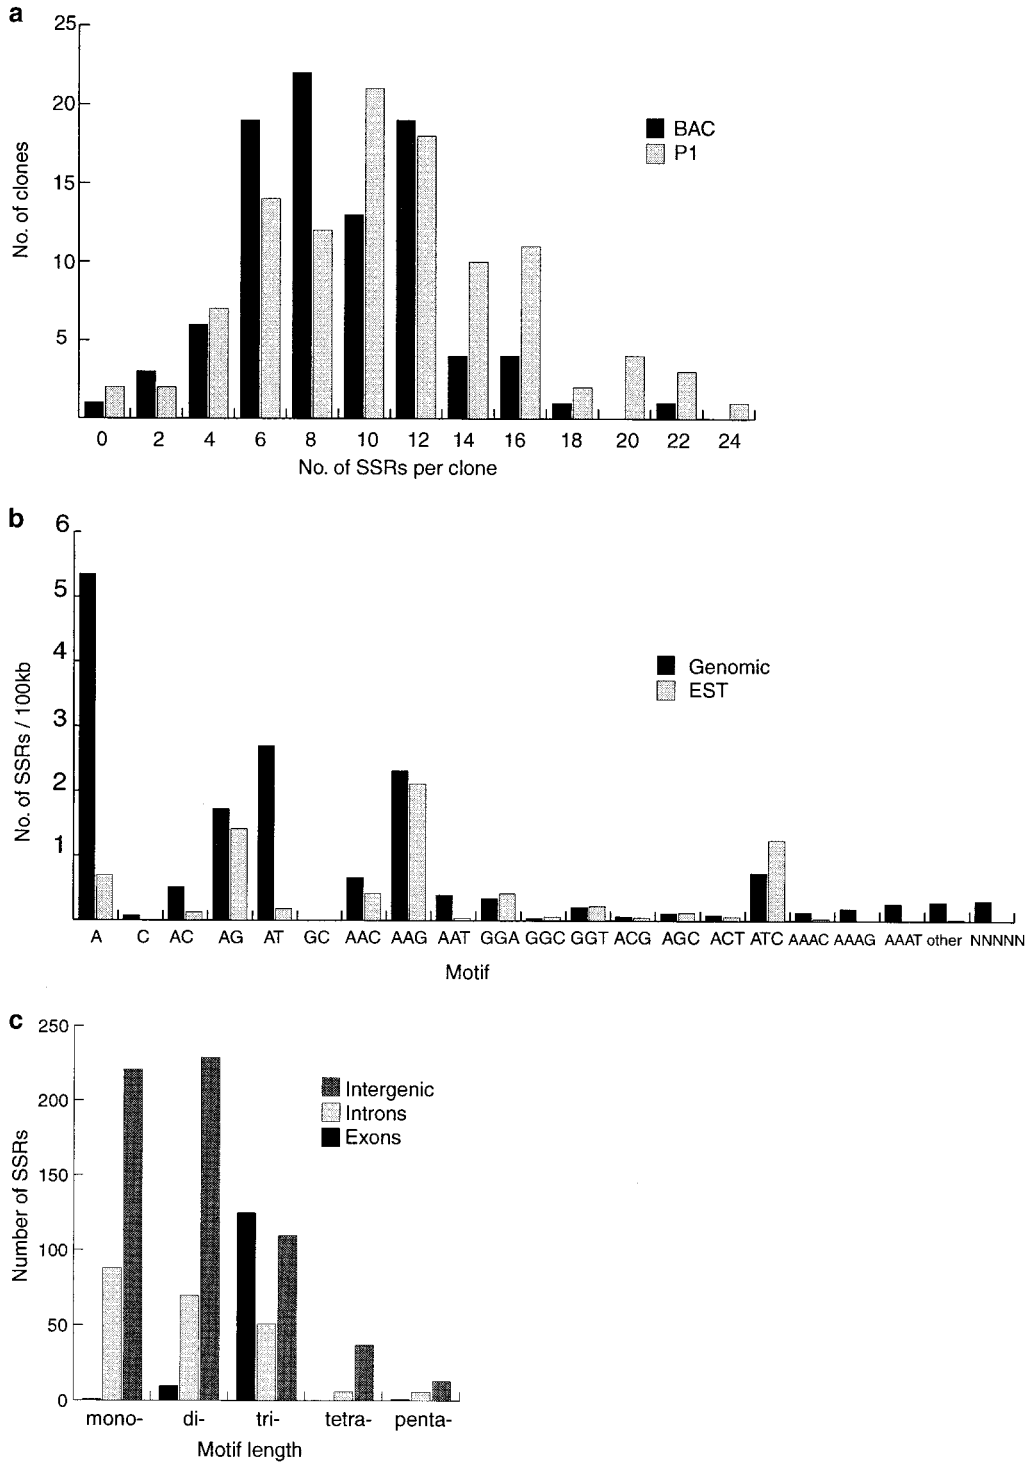 a
25
20
15
10
5
No. of clones
BAC
P1
0 2 4 6 8 10 12 14 16 18 20 22 24
No. of SSRs per clone
b
6
5
4
3
2
1
No. of SSRs / 100kb
Genomic
EST
A C AC AG AT GC AAC AAG AAT GGA GGC GGT ACG AGC ACT ATC AAAC AAAG AAAT other NNNNN
Motif
c
250
200
150
100
50
0
Number of SSRs
Intergenic
Introns
Exons
mono- di- tri- tetra- penta-
Motif length